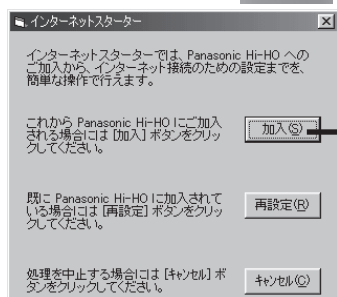 インターネットスターター
インターネットスターターでは、Panasonic Hi-HO への
ご加入から、インターネット接続のための設定までを、
簡単な操作で行えます。
これから Panasonic Hi-HO にご加入
される場合には [加入] ボタンをクリッ
クしてください。
加入(S)
既に Panasonic Hi-HO に加入されて
いる場合には [再設定] ボタンをクリッ
クしてください。
再設定(R)
処理を中止する場合には [キャンセル] ボ
タンをクリックしてください。
キャンセル(C)